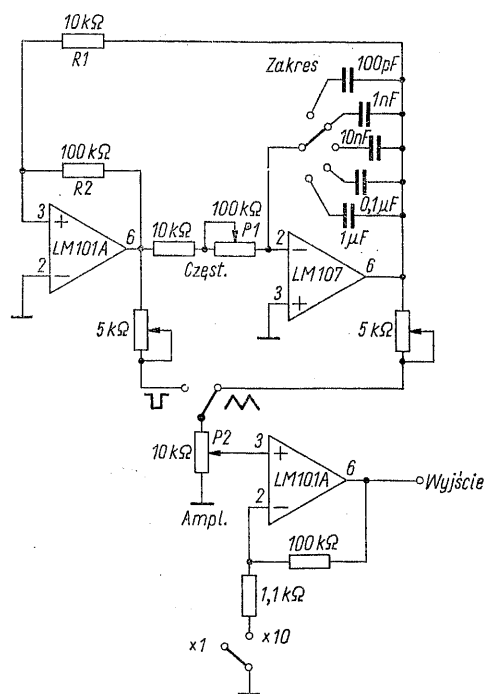 10kΩ
R1
Zakres
100pF
1nF
10nF
0,1μF
1μF
100kΩ
R2
3
+
2
−
LM101A
6
10kΩ
100kΩ
P1
Częst.
2
−
LM107
6
3
+
5kΩ
5kΩ
10kΩ
P2
Ampl.
3
+
2
−
LM101A
6
Wyjście
100kΩ
1,1kΩ
x1
x10